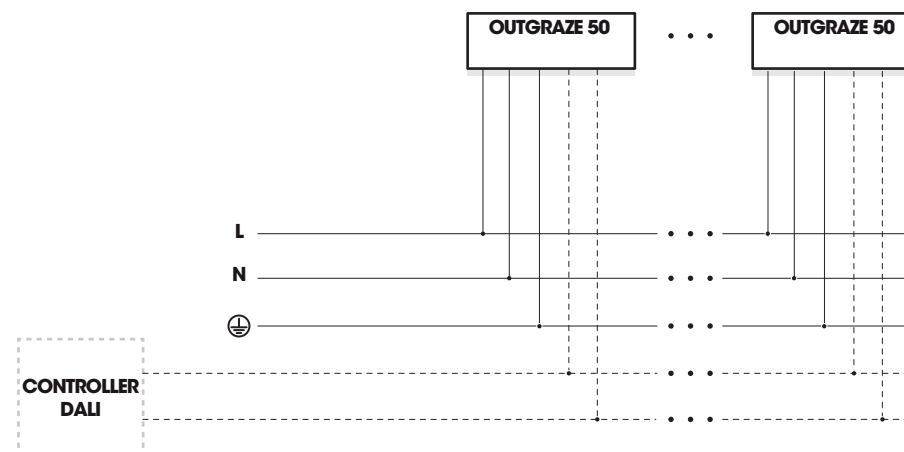 OUTGRAZE 50
OUTGRAZE 50
L
N
CONTROLLER
DALI